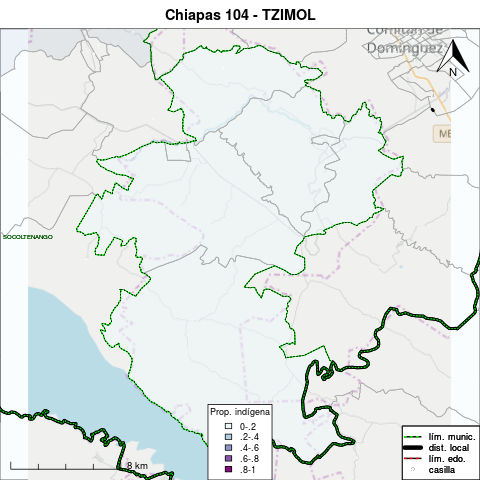 Chiapas 104 - TZIMOL
Comitán de
Domínguez
N
ME
SOCOLTENANGO
Prop. indígena
0-.2
.2-.4
.4-.6
.6-.8
.8-1
8 km
lím. munic.
dist. local
lím. edo.
casilla